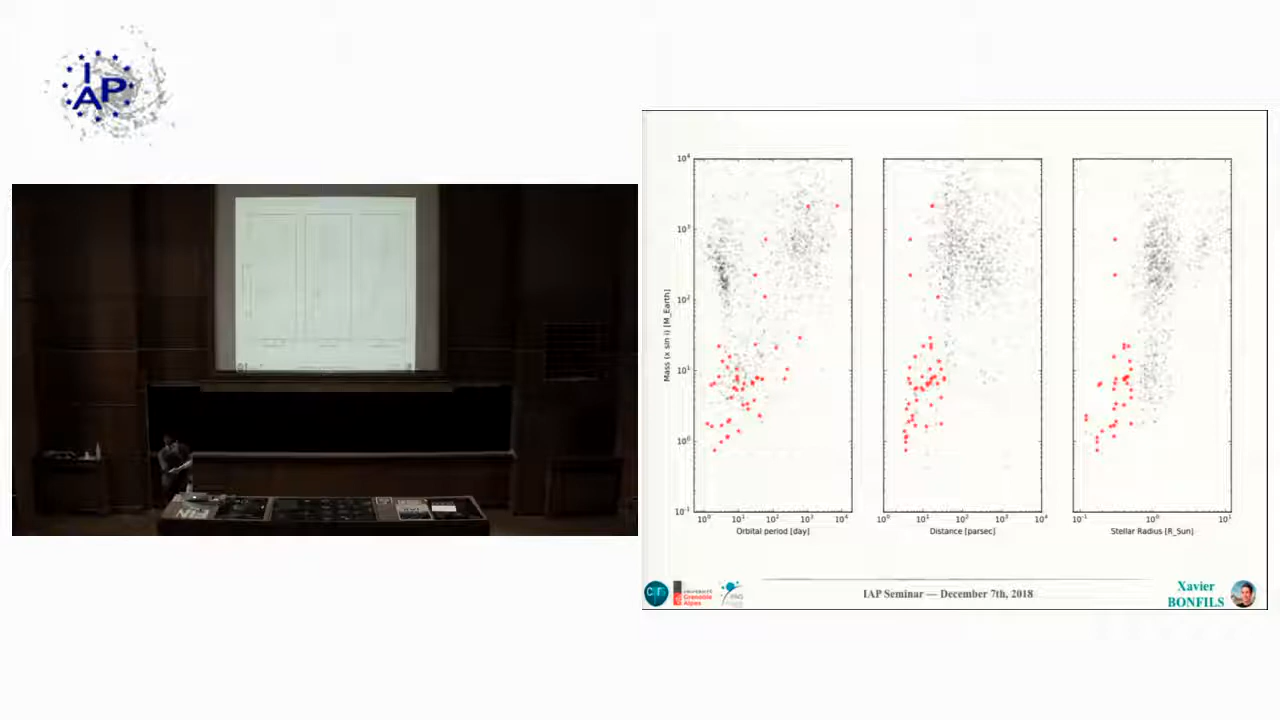 I
AP
10^4
10^3
10^2
10^1
10^0
10^-1
Mass (x sin i) [M_Earth]
10^0 10^1 10^2 10^3 10^4
Orbital period [day]
10^0 10^1 10^2 10^3 10^4
Distance [parsec]
10^-1 10^0 10^1
Stellar Radius [R_Sun]
UNIVERSITÉ
Grenoble
Alpes
IAP Seminar — December 7th, 2018
Xavier
BONFILS